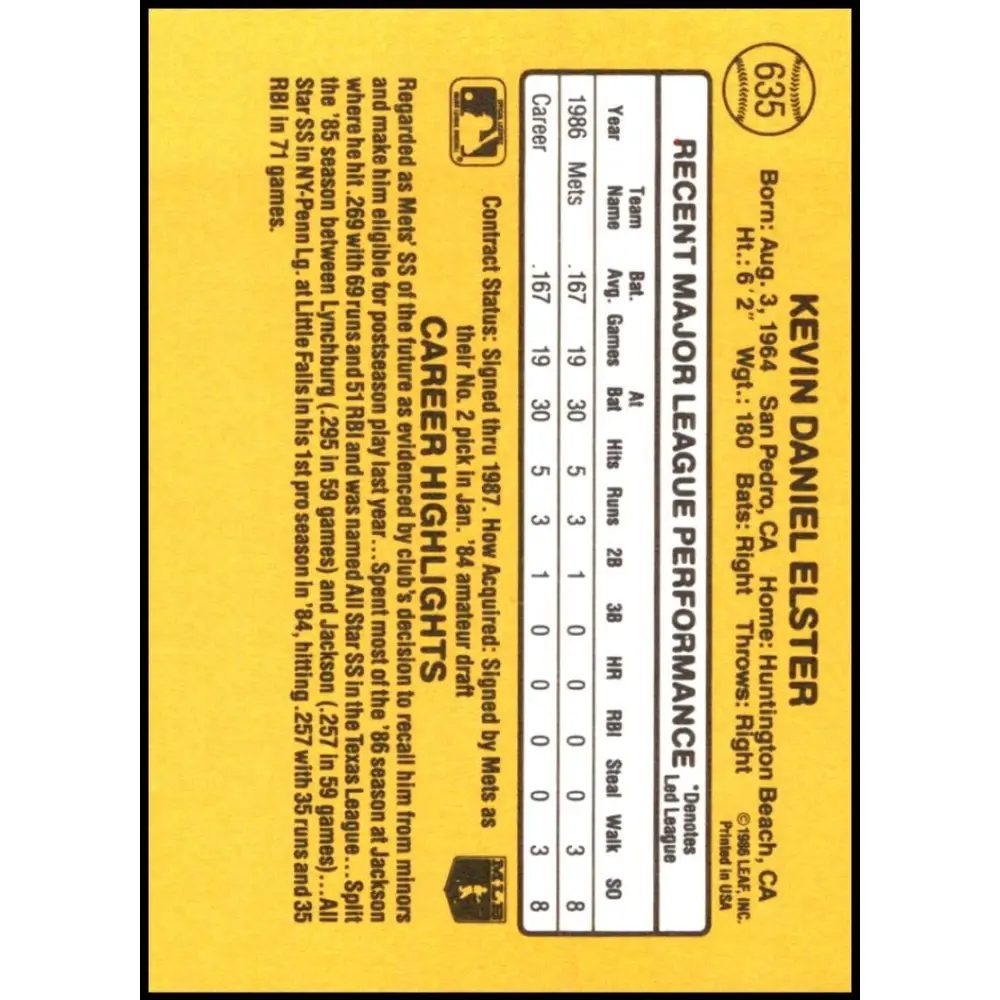 635
KEVIN DANIEL ELSTER
Born: Aug. 3, 1964 San Pedro, CA Home: Huntington Beach, CA
Ht.: 6'2" Wgt.: 180 Bats: Right Throws: Right
©1986 LEAF, INC.
Printed in USA
RECENT MAJOR LEAGUE PERFORMANCE *Denotes Led League
Year Team Name Bat. Avg. Games At Bat Hits Runs 2B 3B HR RBI Steal Walk SO
1986 Mets .167 19 30 5 3 1 0 0 0 0 3 8
Career .167 19 30 5 3 1 0 0 0 0 3 8
Contract Status: Signed thru 1987. How Acquired: Signed by Mets as
their No. 2 pick in Jan. '84 amateur draft
MLB
CAREER HIGHLIGHTS
Regarded as Mets' SS of the future as evidenced by club's decision to recall him from minors
and make him eligible for postseason play last year...Spent most of the '86 season at Jackson
where he hit .269 with 69 runs and 51 RBI and was named All Star SS in the Texas League...Split
the '85 season between Lynchburg (.295 in 59 games) and Jackson (.257 in 59 games)...All
Star SS in NY-Penn Lg. at Little Falls in his 1st pro season in '84, hitting .257 with 35 runs and 35
RBI in 71 games.